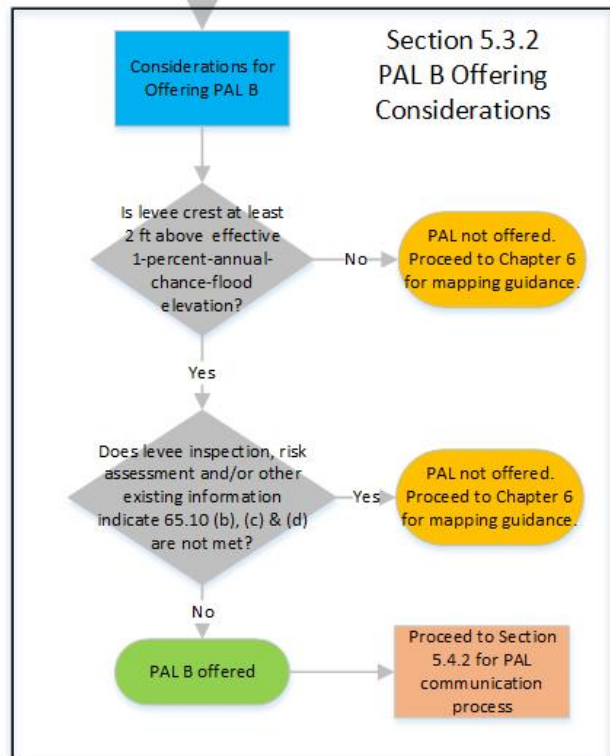 Section 5.3.2
PAL B Offering
Considerations
Considerations for
Offering PAL B
Is levee crest at least
2 ft above effective
1-percent-annual-
chance-flood
elevation?
No
PAL not offered.
Proceed to Chapter 6
for mapping guidance.
Yes
Does levee inspection, risk
assessment and/or other
existing information
indicate 65.10 (b), (c) & (d)
are not met?
Yes
PAL not offered.
Proceed to Chapter 6
for mapping guidance.
No
PAL B offered
Proceed to Section
5.4.2 for PAL
communication
process